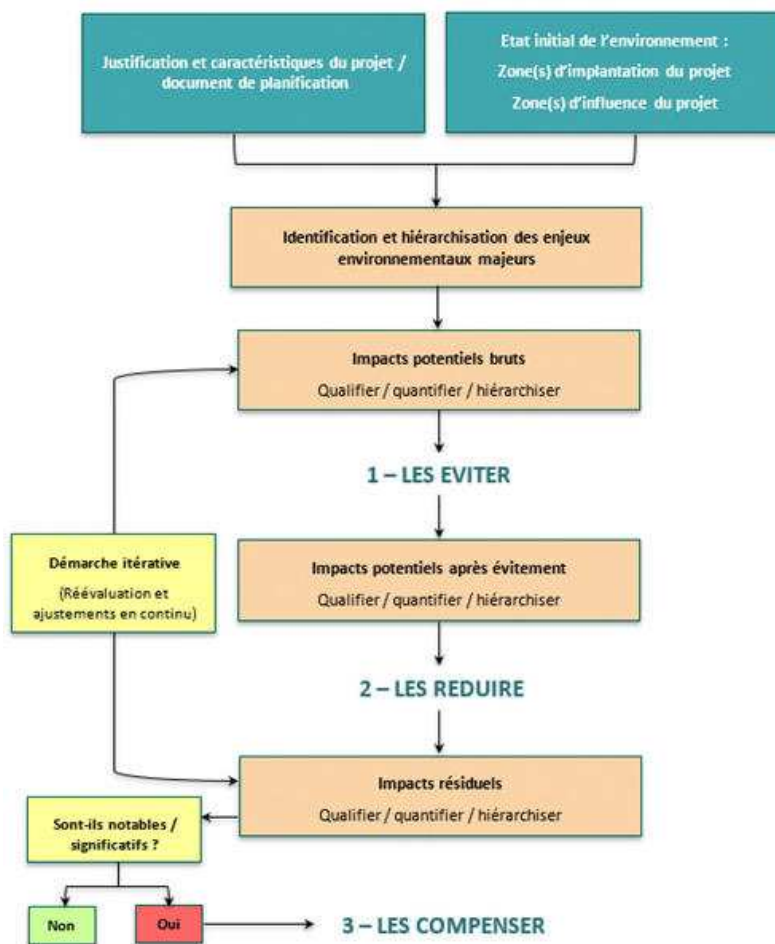 Justification et caractéristiques du projet /
document de planification
Etat initial de l'environnement :
Zone(s) d'implantation du projet
Zone(s) d'influence du projet
Identification et hiérarchisation des enjeux
environnementaux majeurs
Impacts potentiels bruts
Qualifier / quantifier / hiérarchiser
1 – LES EVITER
Démarche itérative
(Réévaluation et
ajustements en continu)
Impacts potentiels après évitement
Qualifier / quantifier / hiérarchiser
2 – LES REDUIRE
Impacts résiduels
Qualifier / quantifier / hiérarchiser
Sont-ils notables /
significatifs ?
Non
Oui
3 – LES COMPENSER